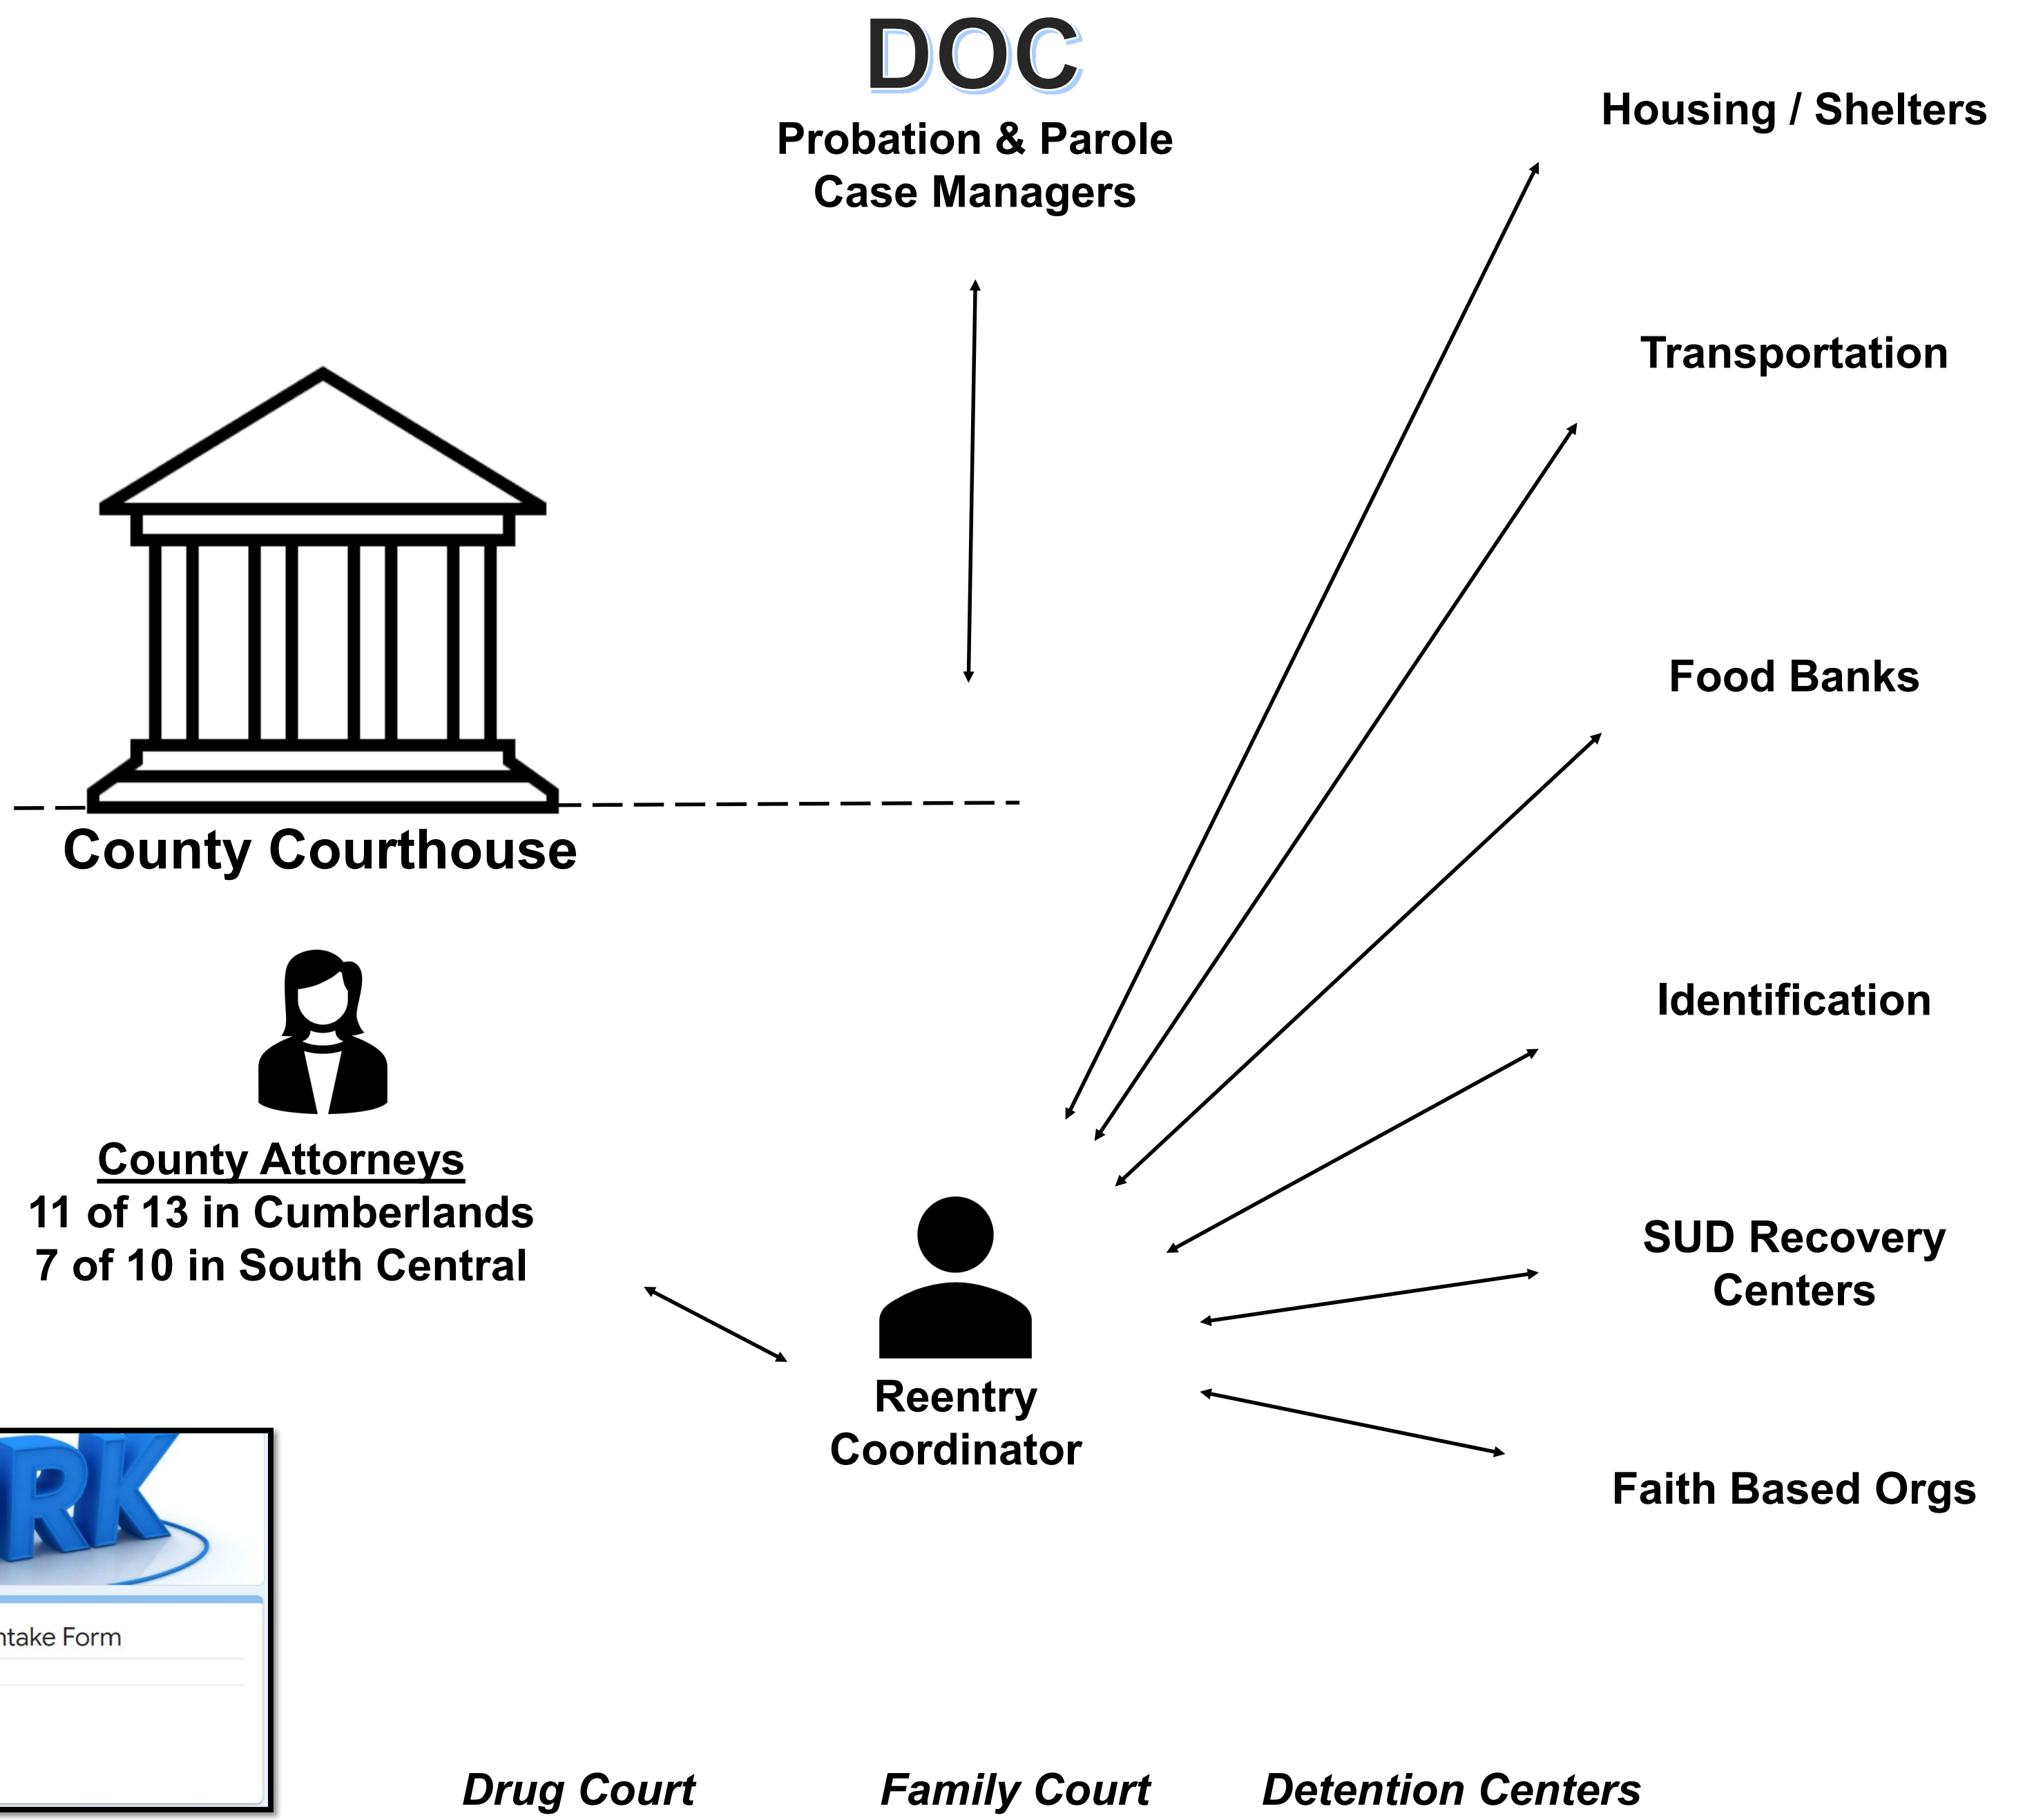 DOC
Probation & Parole
Case Managers
Housing / Shelters
Transportation
Food Banks
County Courthouse
Identification
County Attorneys
11 of 13 in Cumberlands
7 of 10 in South Central
SUD Recovery
Centers
Reentry
Coordinator
Faith Based Orgs
RK
ntake Form
Drug Court
Family Court
Detention Centers